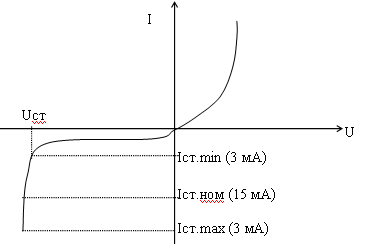 I
Uст
U
Iст.min (3 мА)
Iст.ном (15 мА)
Iст.max (3 мА)